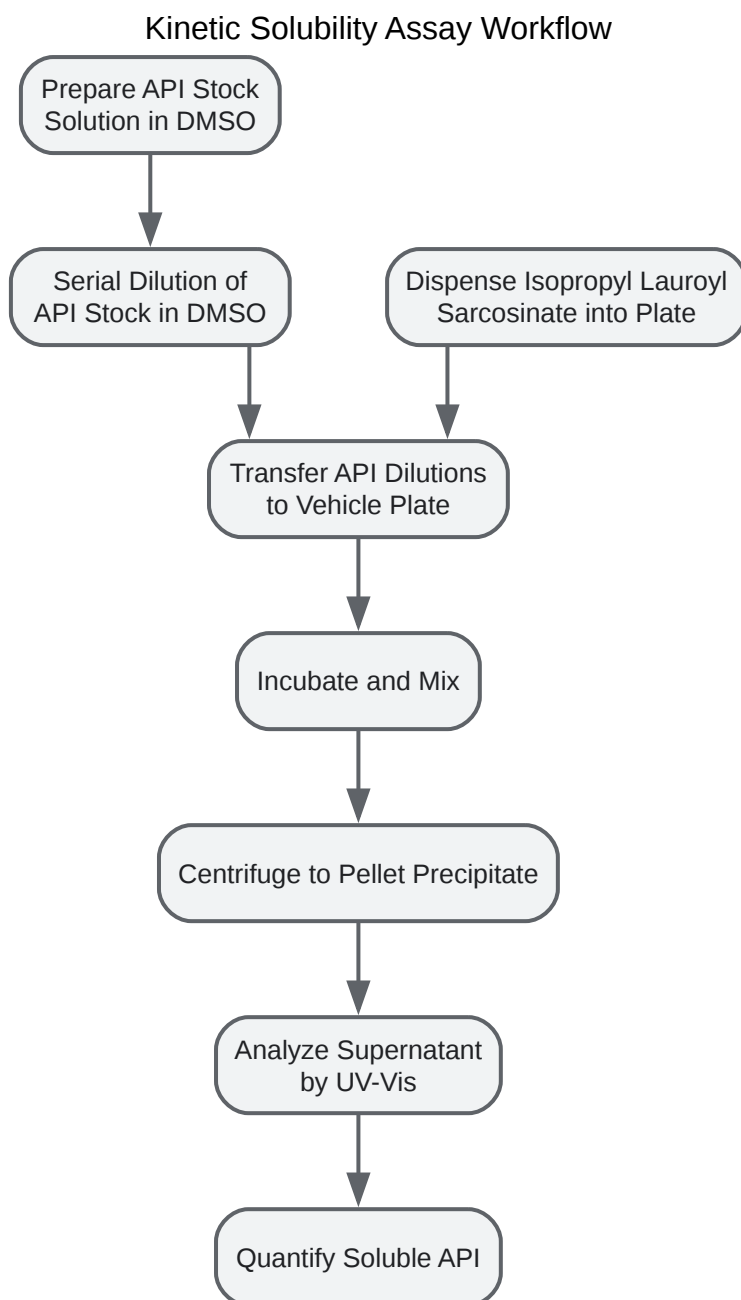 Kinetic Solubility Assay Workflow
Prepare API Stock
Solution in DMSO
Serial Dilution of
API Stock in DMSO
Dispense Isopropyl Lauroyl
Sarcosinate into Plate
Transfer API Dilutions
to Vehicle Plate
Incubate and Mix
Centrifuge to Pellet Precipitate
Analyze Supernatant
by UV-Vis
Quantify Soluble API